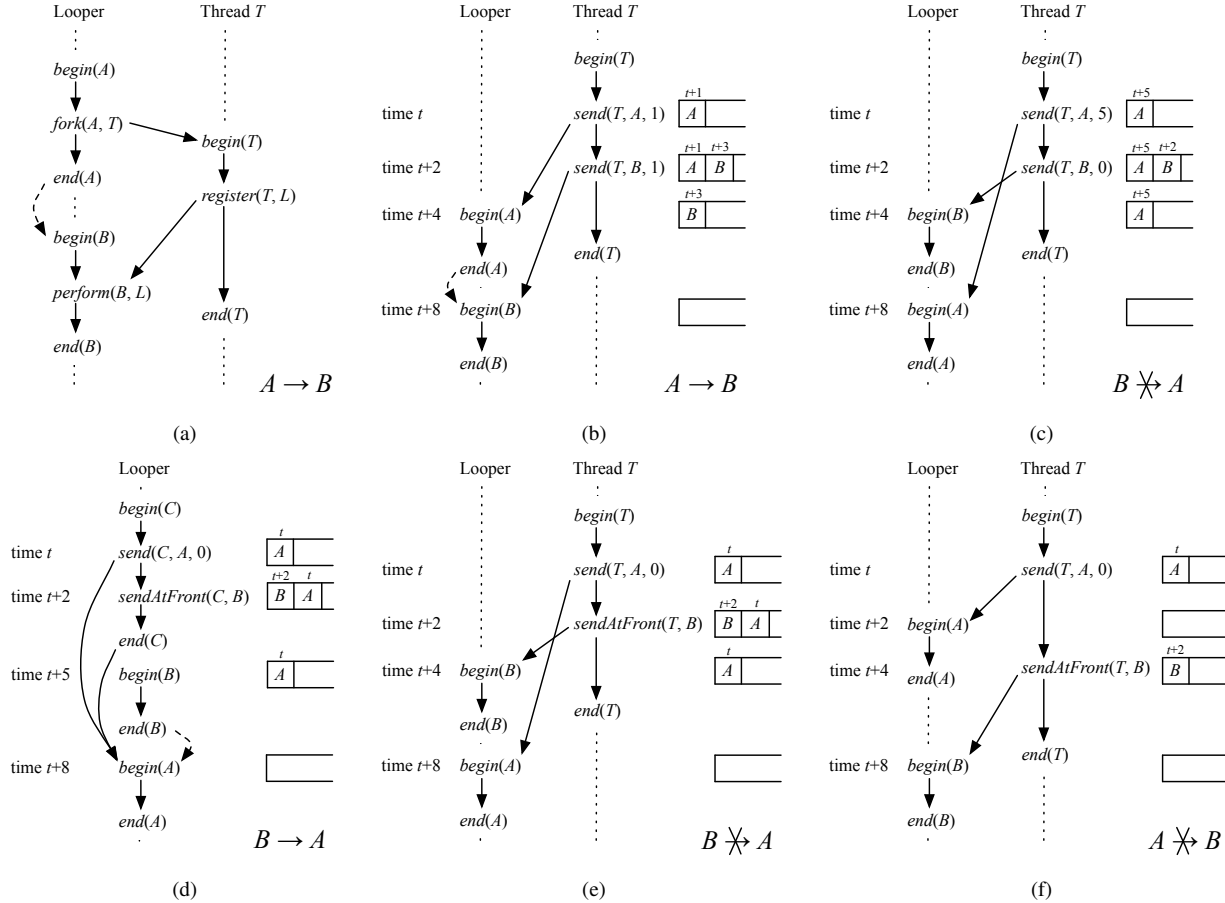 Looper Thread T
begin(A)
fork(A, T)
begin(T)
end(A)
register(T, L)
begin(B)
perform(B, L)
end(T)
end(B)
A → B
(a)
Looper Thread T
begin(T)
t+1
time t send(T, A, 1) A
t+1 t+3
time t+2 send(T, B, 1) A B
t+3
time t+4 begin(A) B
end(T)
end(A)
time t+8 begin(B)
end(B)
A → B
(b)
Looper Thread T
begin(T)
t+5
time t send(T, A, 5) A
t+5 t+2
time t+2 send(T, B, 0) A B
t+5
time t+4 begin(B) A
end(T)
end(B)
time t+8 begin(A)
end(A)
B ↛ A
(c)
Looper
begin(C)
t
time t send(C, A, 0) A
t+2 t
time t+2 sendAtFront(C, B) B A
end(C)
t
time t+5 begin(B) A
end(B)
time t+8 begin(A)
end(A)
B → A
(d)
Looper Thread T
begin(T)
t
time t send(T, A, 0) A
t+2 t
time t+2 sendAtFront(T, B) B A
t
time t+4 begin(B) A
end(T)
end(B)
time t+8 begin(A)
end(A)
B ↛ A
(e)
Looper Thread T
begin(T)
t
time t send(T, A, 0) A
time t+2 begin(A)
t+2
time t+4 end(A) sendAtFront(T, B) B
end(T)
time t+8 begin(B)
end(B)
A ↛ B
(f)